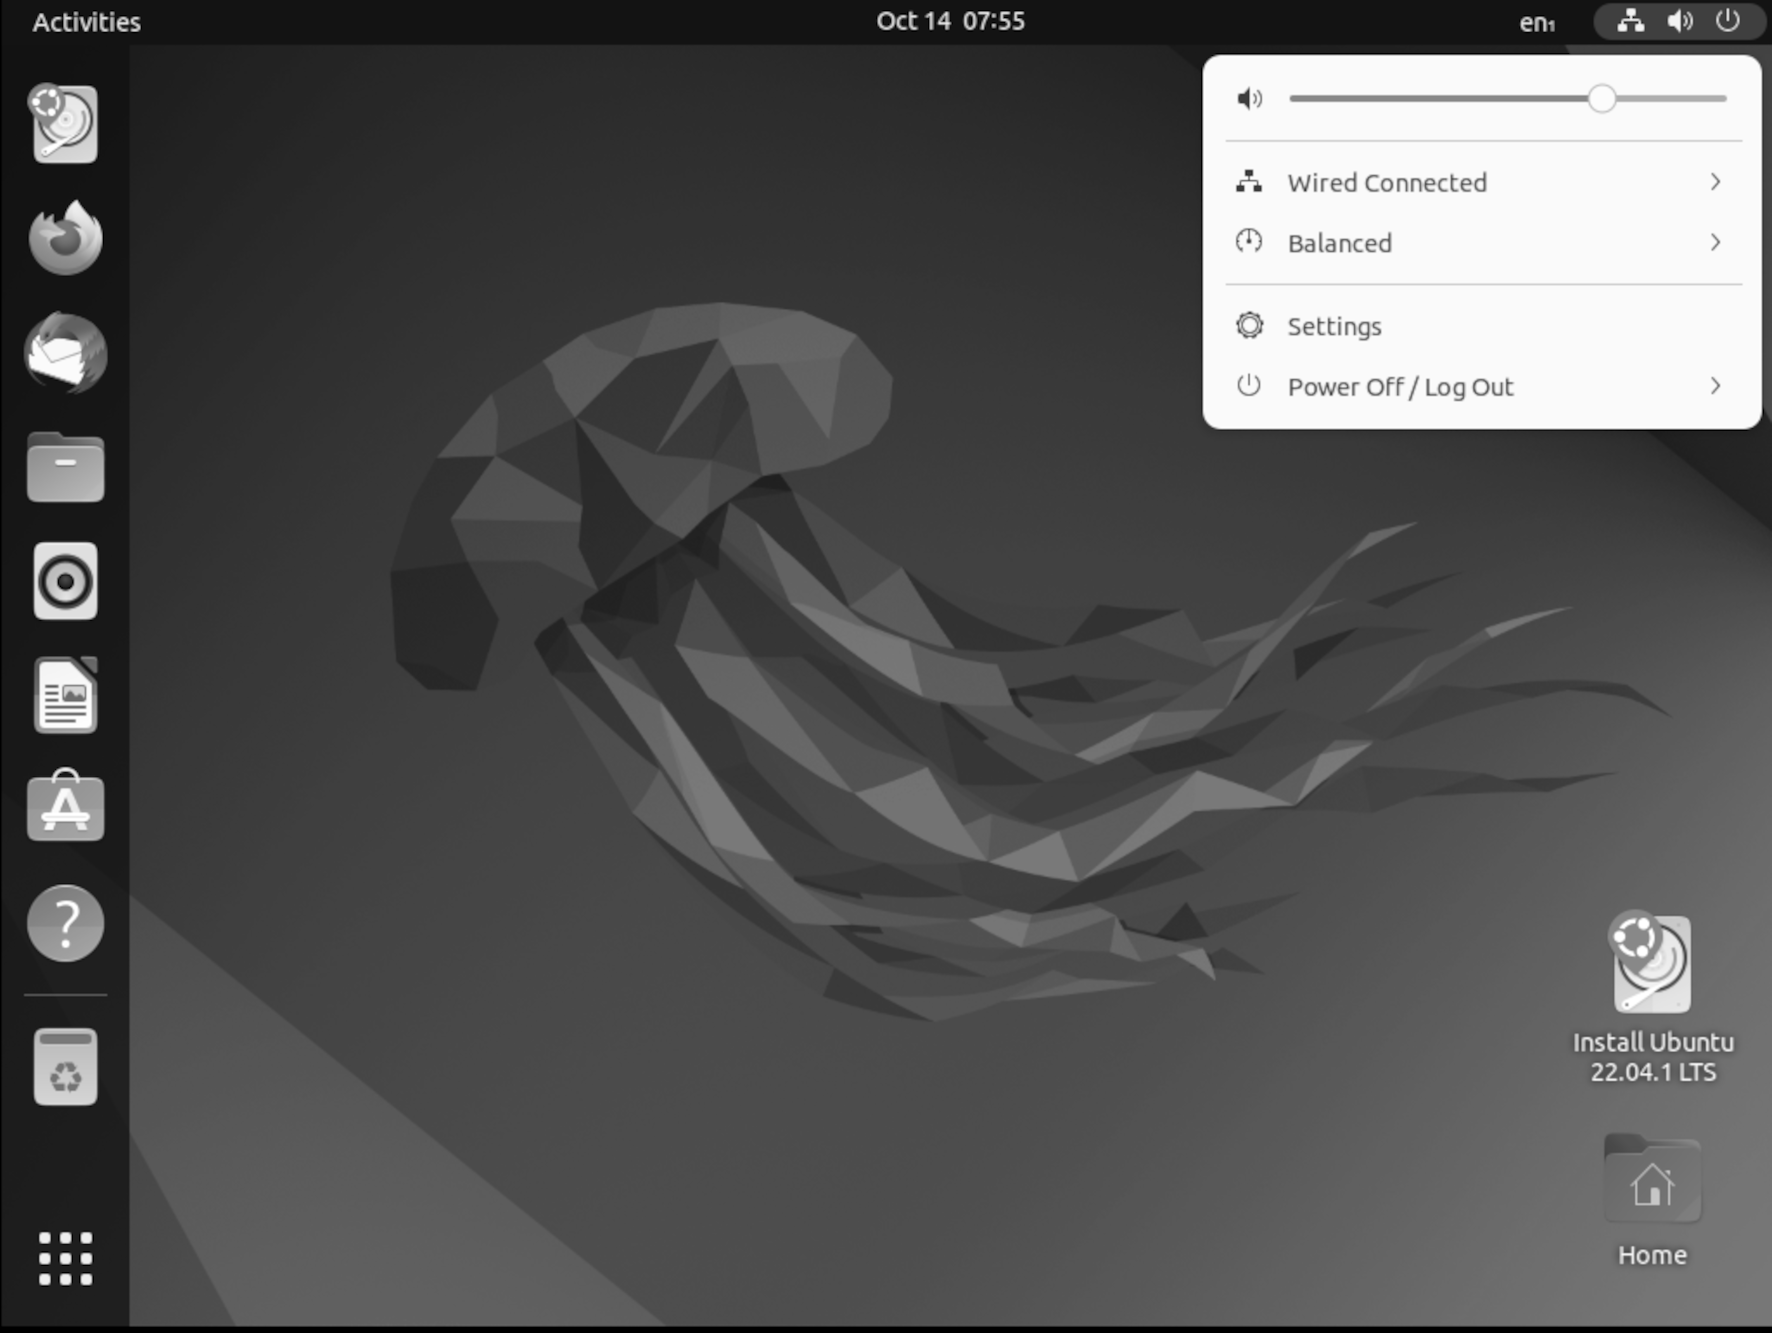 Activities
Oct 14 07:55
en₁
Wired Connected
Balanced
Settings
Power Off / Log Out
?
Install Ubuntu
22.04.1 LTS
Home